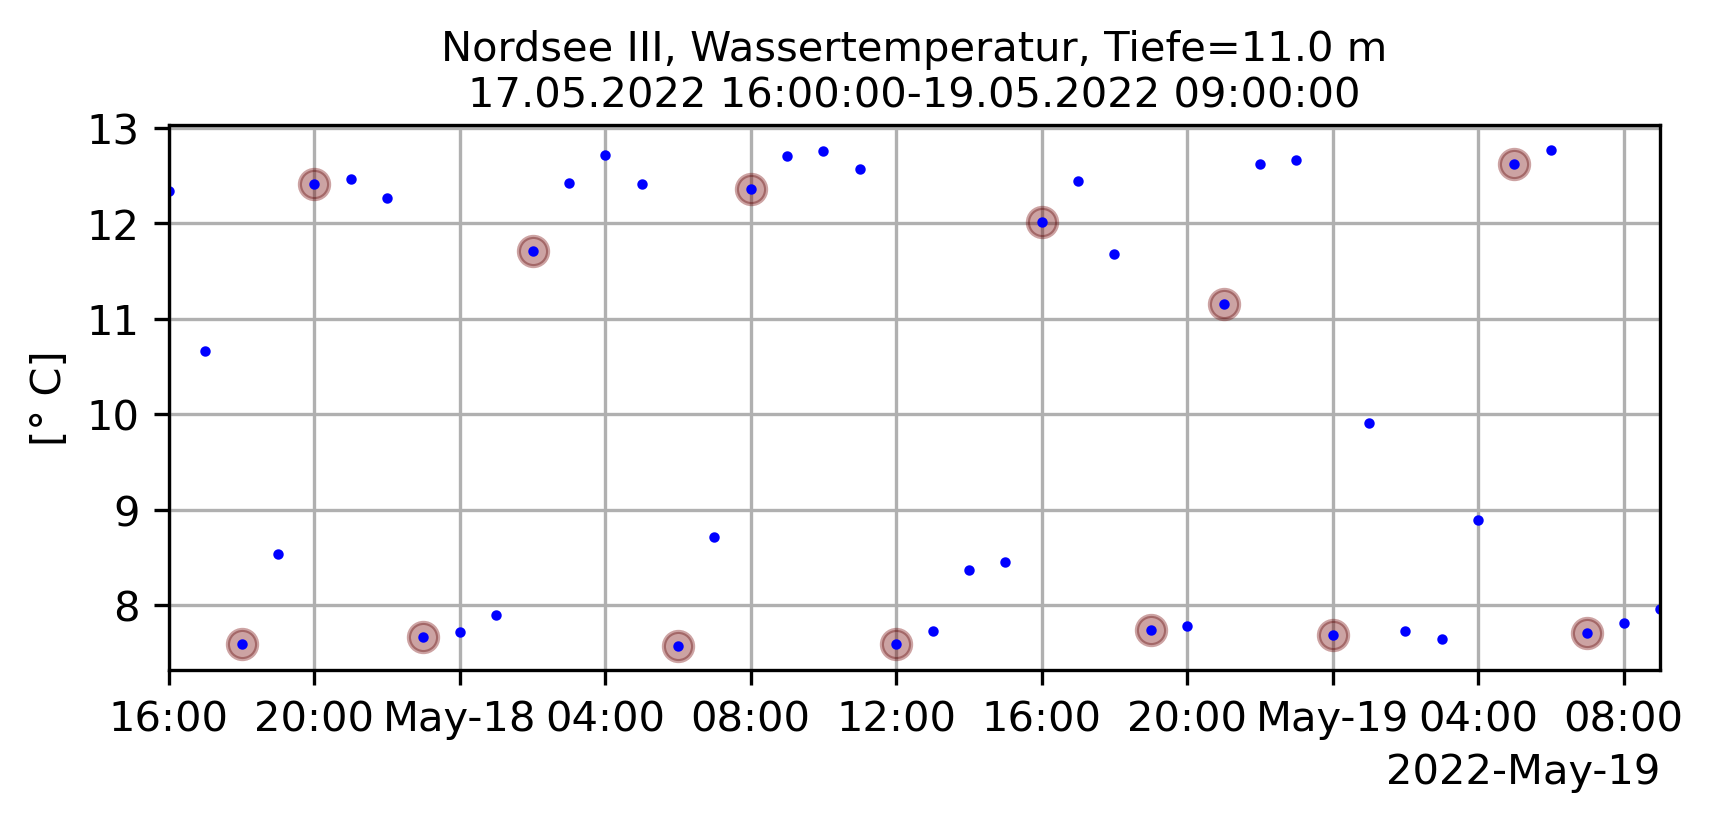 Nordsee III, Wassertemperatur, Tiefe=11.0 m
17.05.2022 16:00:00-19.05.2022 09:00:00
13
12
11
10
9
8
[° C]
16:00 20:00 May-18 04:00 08:00 12:00 16:00 20:00 May-19 04:00 08:00
2022-May-19